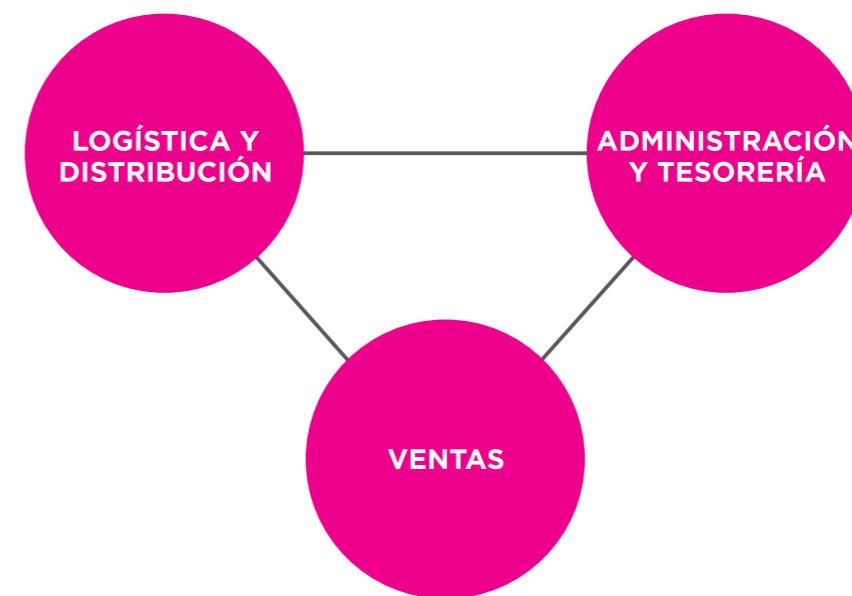 LOGÍSTICA Y
DISTRIBUCIÓN
ADMINISTRACIÓN
Y TESORERÍA
VENTAS